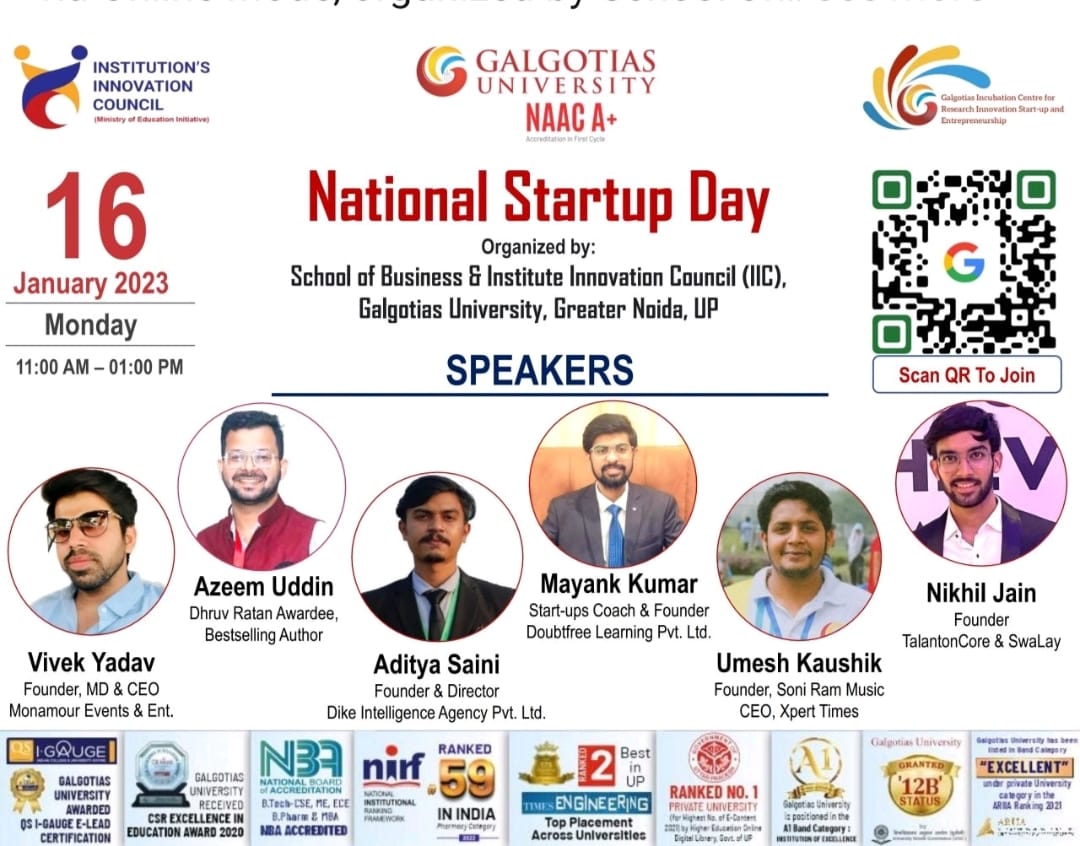 INSTITUTION'S
INNOVATION
COUNCIL
(Ministry of Education Initiative)
GALGOTIAS
UNIVERSITY
NAAC A+
Accreditation in First Cycle
Galgotias Incubation Centre for
Research Innovation Start-up and
Entrepreneurship
16
January 2023
Monday
11:00 AM – 01:00 PM
National Startup Day
Organized by:
School of Business & Institute Innovation Council (IIC),
Galgotias University, Greater Noida, UP
G
Scan QR To Join
SPEAKERS
Vivek Yadav
Founder, MD & CEO
Monamour Events & Ent.
Azeem Uddin
Dhruv Ratan Awardee,
Bestselling Author
Aditya Saini
Founder & Director
Dike Intelligence Agency Pvt. Ltd.
Mayank Kumar
Start-ups Coach & Founder
Doubtfree Learning Pvt. Ltd.
Umesh Kaushik
Founder, Soni Ram Music
CEO, Xpert Times
Nikhil Jain
Founder
TalantonCore & SwaLay
QS I·GAUGE
GALGOTIAS
UNIVERSITY
AWARDED
QS I-GAUGE E-LEAD
CERTIFICATION
GALGOTIAS
UNIVERSITY
RECEIVED
CSR EXCELLENCE IN
EDUCATION AWARD 2020
NBA
NATIONAL BOARD
of ACCREDITATION
B.Tech-CSE, ME, ECE
B.Pharm & MBA
NBA ACCREDITED
nirf
NATIONAL
INSTITUTIONAL
RANKING
FRAMEWORK
RANKED
59
IN INDIA
Pharmacy Category
2022
RANKED
2
Best
in
UP
TIMES ENGINEERING
Top Placement
Across Universities
RANKED NO. 1
PRIVATE UNIVERSITY
(for Highest No. of E-Content
2021) by Higher Education Online
Digital Library, Govt. of UP
A1
Galgotias University
is positioned in the
A1 Band Category :
INSTITUTION OF EXCELLENCE
Galgotias University
GRANTED
'12B'
STATUS
by
Galgotias University has been
listed in Band Category
"EXCELLENT"
under private University
category in the
ARIIA Ranking 2021
ARIIA